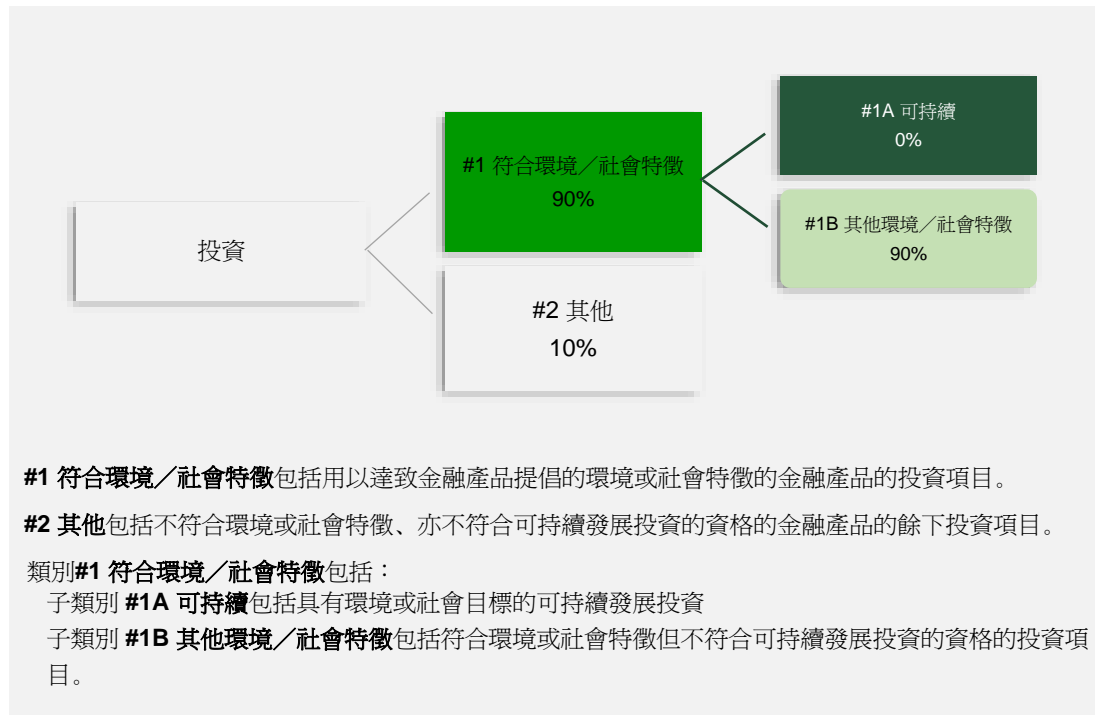 #1A 可持續
0%
#1 符合環境／社會特徵
90%
#1B 其他環境／社會特徵
90%
投資
#2 其他
10%
#1 符合環境／社會特徵包括用以達致金融產品提倡的環境或社會特徵的金融產品的投資項目。
#2 其他包括不符合環境或社會特徵、亦不符合可持續發展投資的資格的金融產品的餘下投資項目。
類別#1 符合環境／社會特徵包括：
子類別 #1A 可持續包括具有環境或社會目標的可持續發展投資
子類別 #1B 其他環境／社會特徵包括符合環境或社會特徵但不符合可持續發展投資的資格的投資項
目。